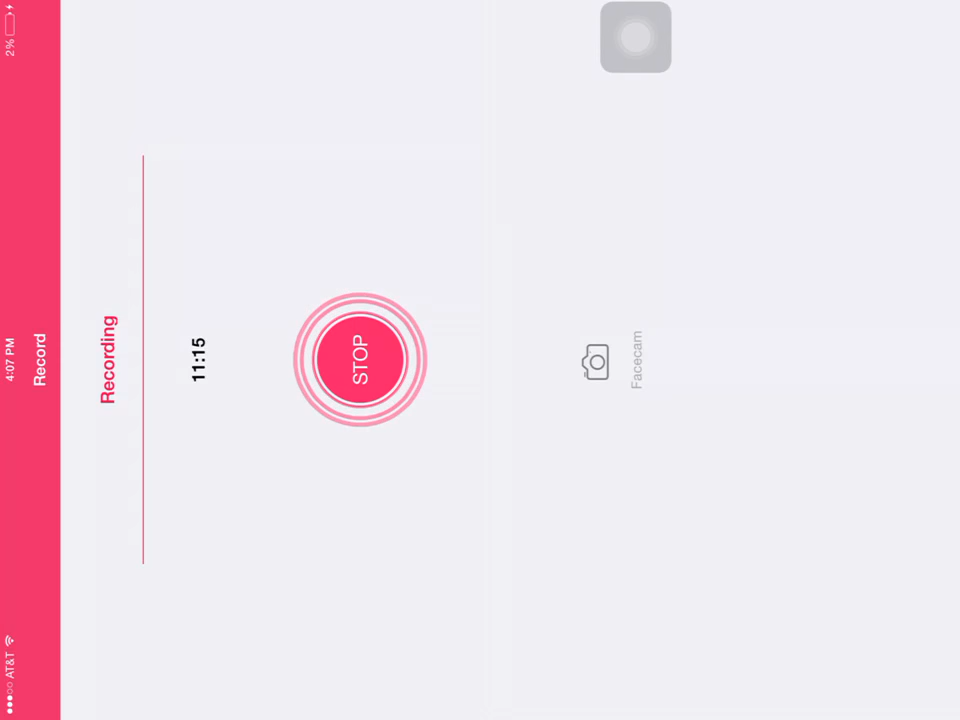 ●●●○○ AT&T 4:07 PM 2%
Record
Recording
11:15
STOP
Facecam